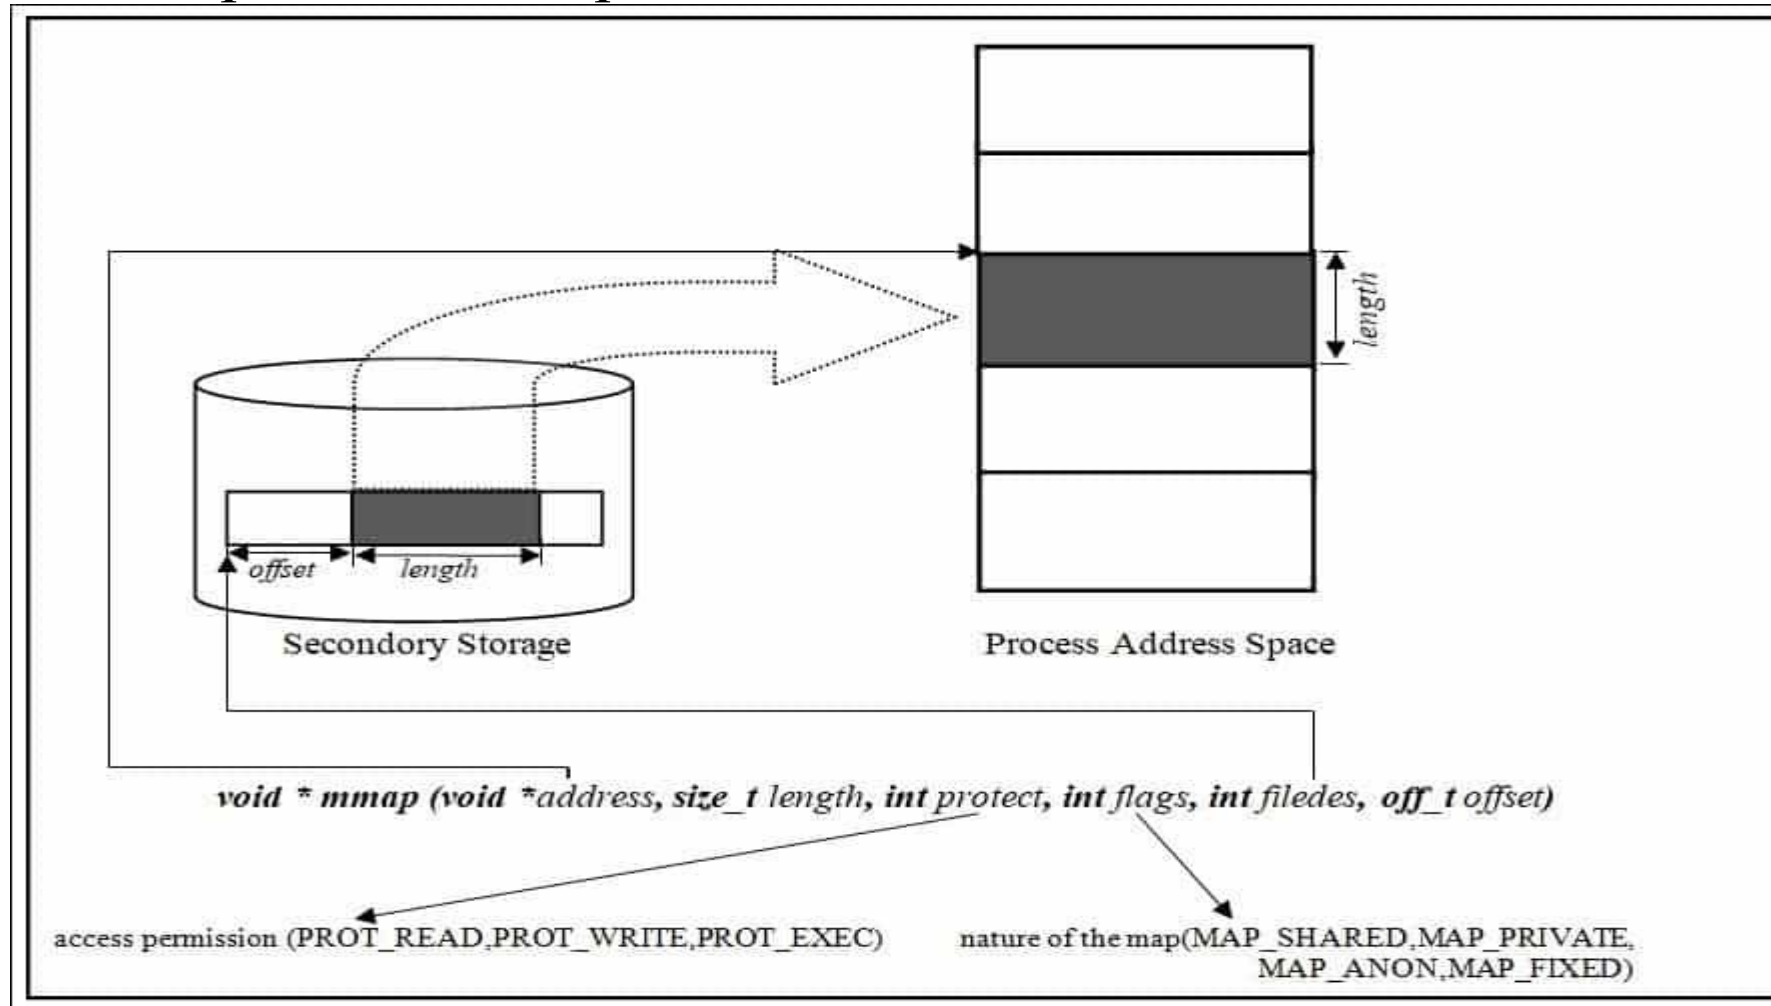 length
offset
length
Secondory Storage
Process Address Space
void * mmap (void *address, size_t length, int protect, int flags, int filedes, off_t offset)
access permission (PROT_READ,PROT_WRITE,PROT_EXEC)
nature of the map(MAP_SHARED,MAP_PRIVATE,
MAP_ANON,MAP_FIXED)